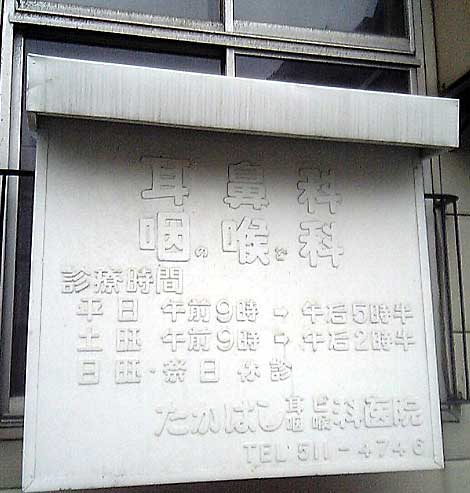 耳鼻科
咽の喉ど科
診療時間
平日 午前9時→午后5時半
土曜 午前9時→午后2時半
日曜・祭日 休診
たかはし耳咽ビ喉科医院
TEL 511-4746